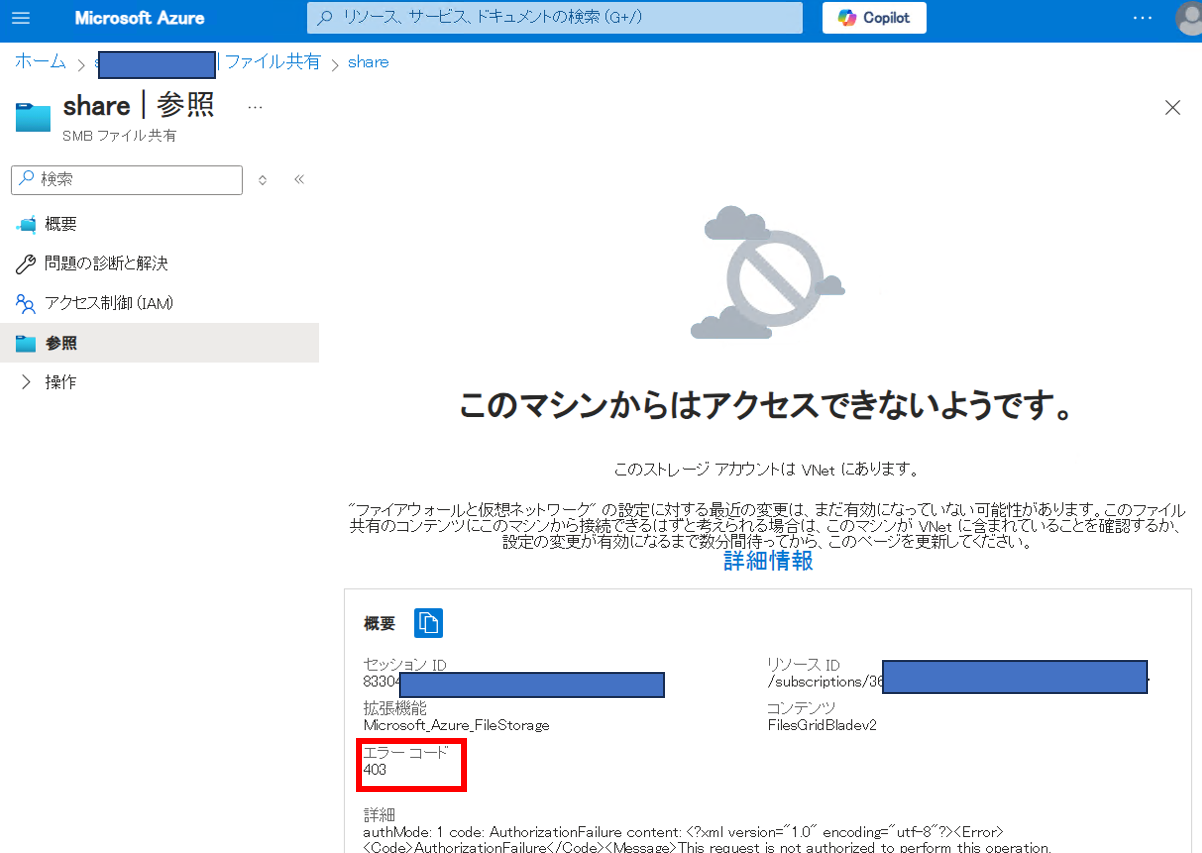 Microsoft Azure
リソース、サービス、ドキュメントの検索 (G+/)
Copilot
ホーム
ファイル共有
share
share | 参照
SMB ファイル共有
検索
概要
問題の診断と解決
アクセス制御 (IAM)
参照
操作
このマシンからはアクセスできないようです。
このストレージ アカウントは VNet にあります。
"ファイアウォールと仮想ネットワーク" の設定に対する最近の変更は、まだ有効になっていない可能性があります。このファイル
共有のコンテンツにこのマシンから接続できるはずと考えられる場合は、このマシンが VNet に含まれていることを確認するか、
設定の変更が有効になるまで数分間待ってから、このページを更新してください。
詳細情報
概要
セッション ID
83304
リソース ID
/subscriptions/36
拡張機能
Microsoft_Azure_FileStorage
コンテンツ
FilesGridBladev2
エラー コード
403
詳細
authMode: 1 code: AuthorizationFailure content: <?xml version="1.0" encoding="utf-8"?><Error>
<Code>AuthorizationFailure</Code><Message>This request is not authorized to perform this operation.